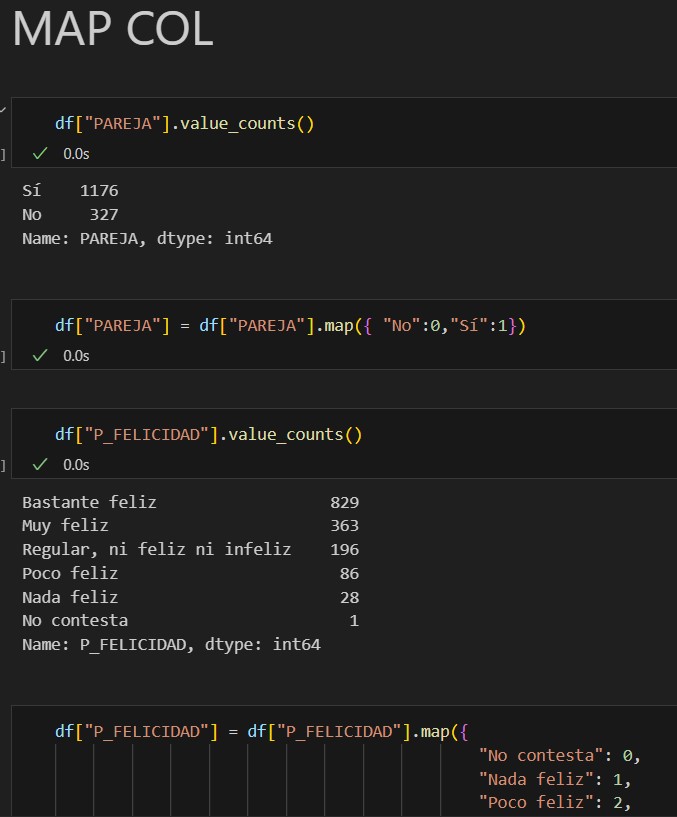 MAP COL
df["PAREJA"].value_counts()
0.0s
Sí    1176
No     327
Name: PAREJA, dtype: int64
df["PAREJA"] = df["PAREJA"].map({ "No":0,"Sí":1})
0.0s
df["P_FELICIDAD"].value_counts()
0.0s
Bastante feliz                  829
Muy feliz                       363
Regular, ni feliz ni infeliz    196
Poco feliz                       86
Nada feliz                       28
No contesta                       1
Name: P_FELICIDAD, dtype: int64
df["P_FELICIDAD"] = df["P_FELICIDAD"].map({
"No contesta": 0,
"Nada feliz": 1,
"Poco feliz": 2,